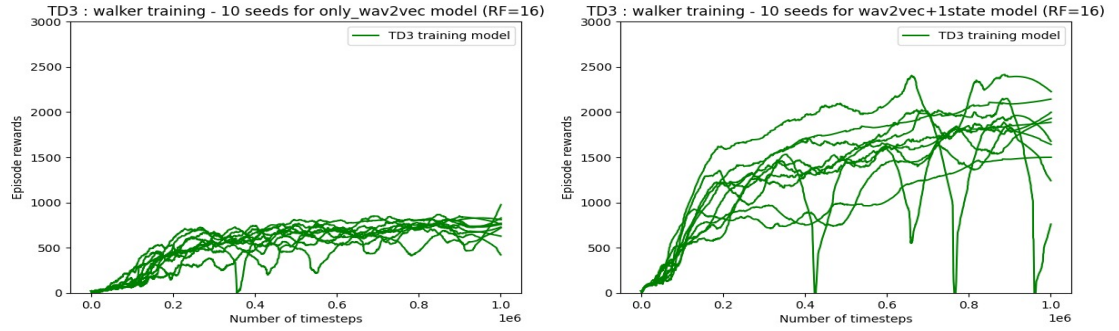 TD3 : walker training - 10 seeds for only_wav2vec model (RF=16)
3000
2500
2000
1500
1000
500
0
Episode rewards
TD3 training model
0.0
0.2
0.4
0.6
0.8
1.0
1e6
Number of timesteps
TD3 : walker training - 10 seeds for wav2vec+1state model (RF=16)
3000
2500
2000
1500
1000
500
0
Episode rewards
TD3 training model
0.0
0.2
0.4
0.6
0.8
1.0
1e6
Number of timesteps